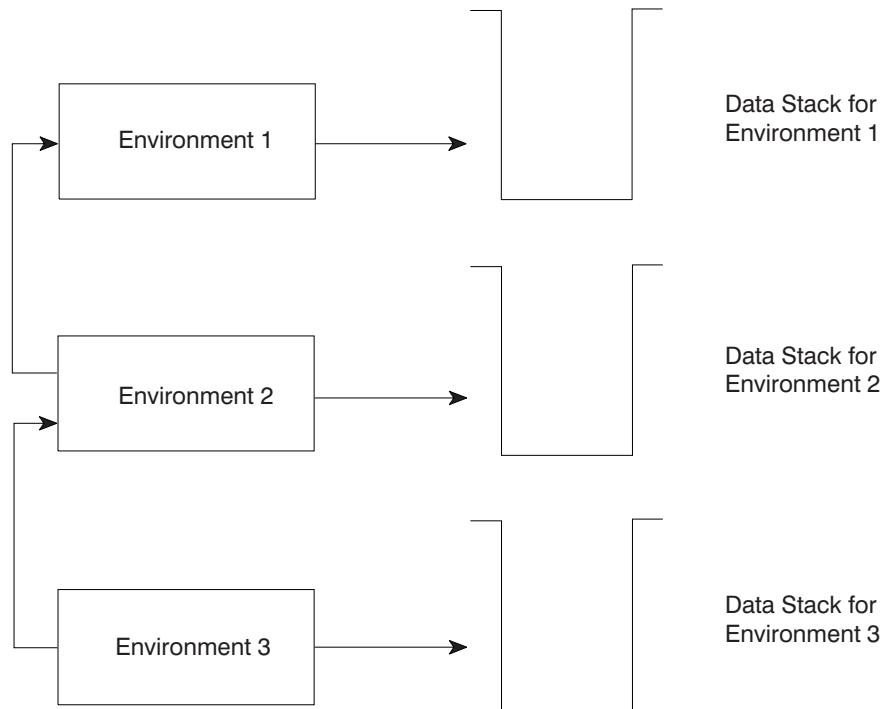 Environment 1
Data Stack for
Environment 1
Environment 2
Data Stack for
Environment 2
Environment 3
Data Stack for
Environment 3